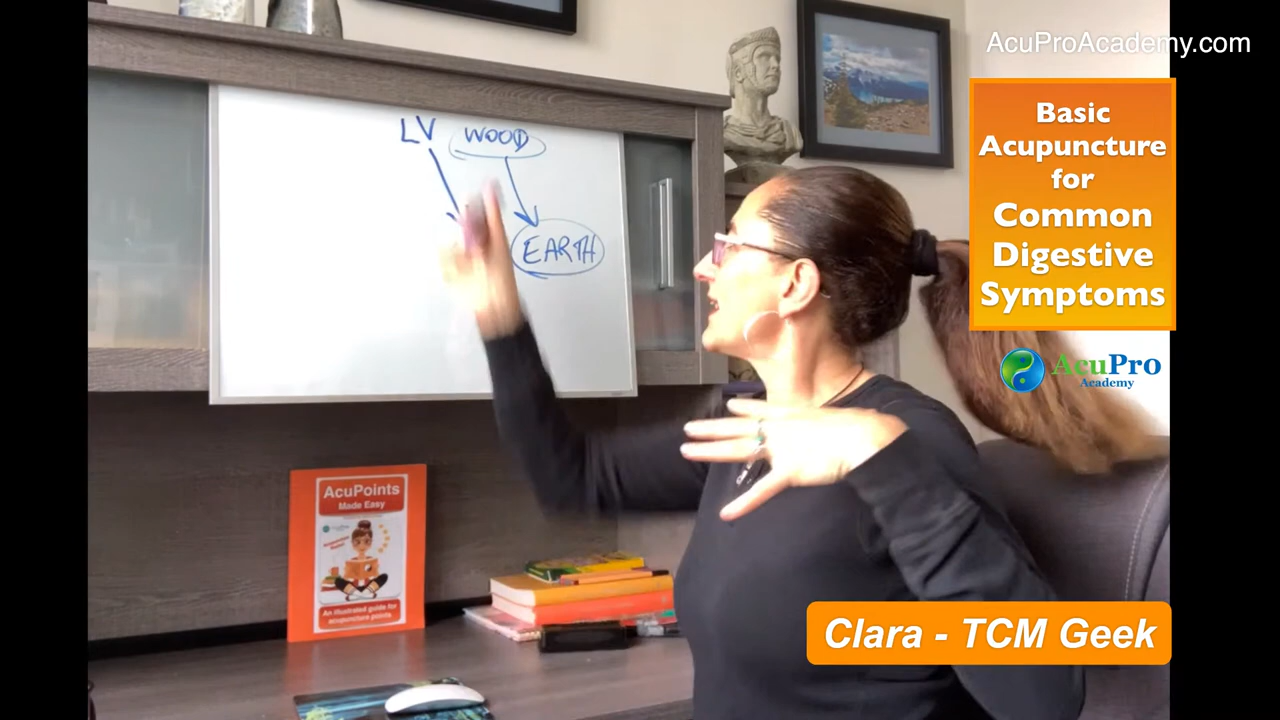 AcuProAcademy.com
Basic
Acupuncture
for
Common
Digestive
Symptoms
AcuPro
Academy
LV WOOD
EARTH
AcuPoints
Made Easy
An illustrated guide for
acupuncture points
Clara - TCM Geek